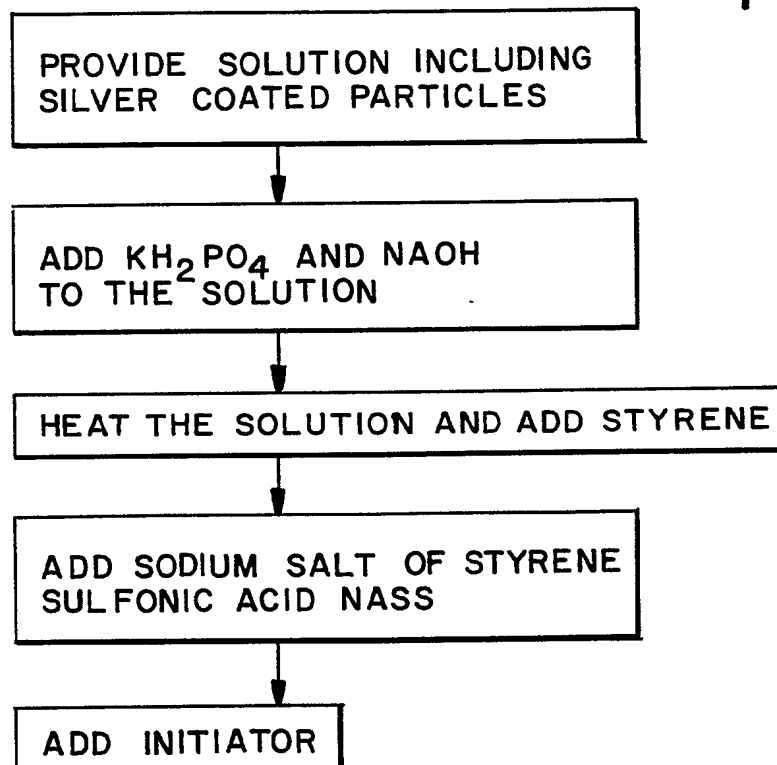 PROVIDE SOLUTION INCLUDING
SILVER COATED PARTICLES
ADD KH2PO4 AND NAOH
TO THE SOLUTION
HEAT THE SOLUTION AND ADD STYRENE
ADD SODIUM SALT OF STYRENE
SULFONIC ACID NASS
ADD INITIATOR